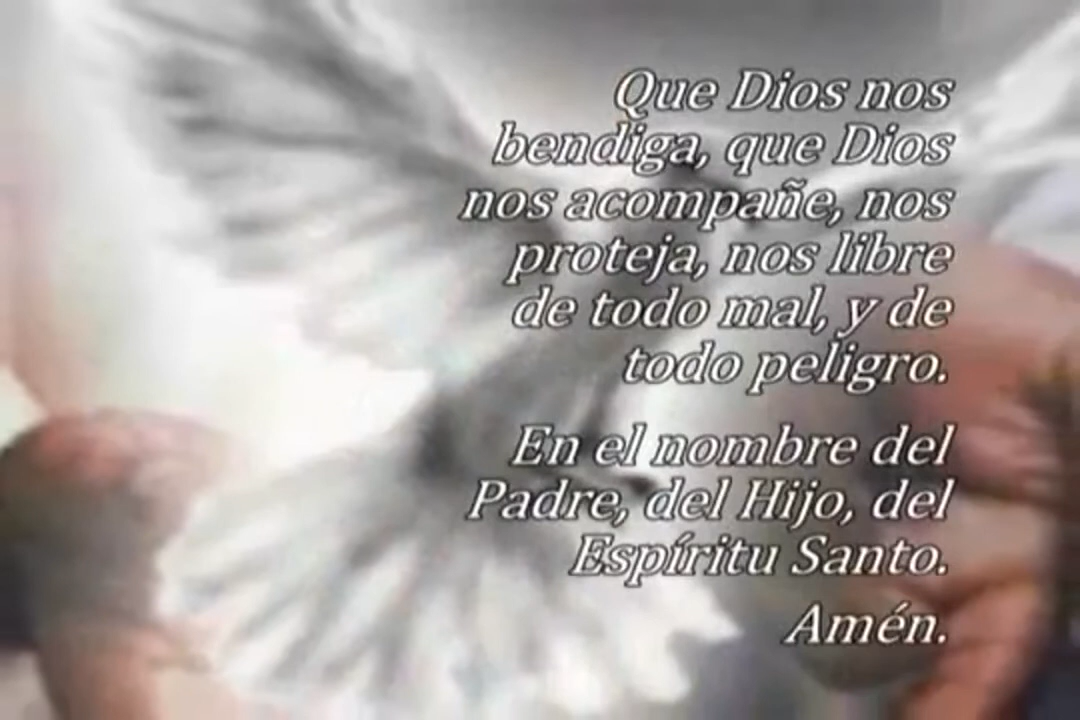 Que Dios nos
bendiga, que Dios
nos acompañe, nos
proteja, nos libre
de todo mal, y de
todo peligro.
En el nombre del
Padre, del Hijo, del
Espíritu Santo.
Amén.